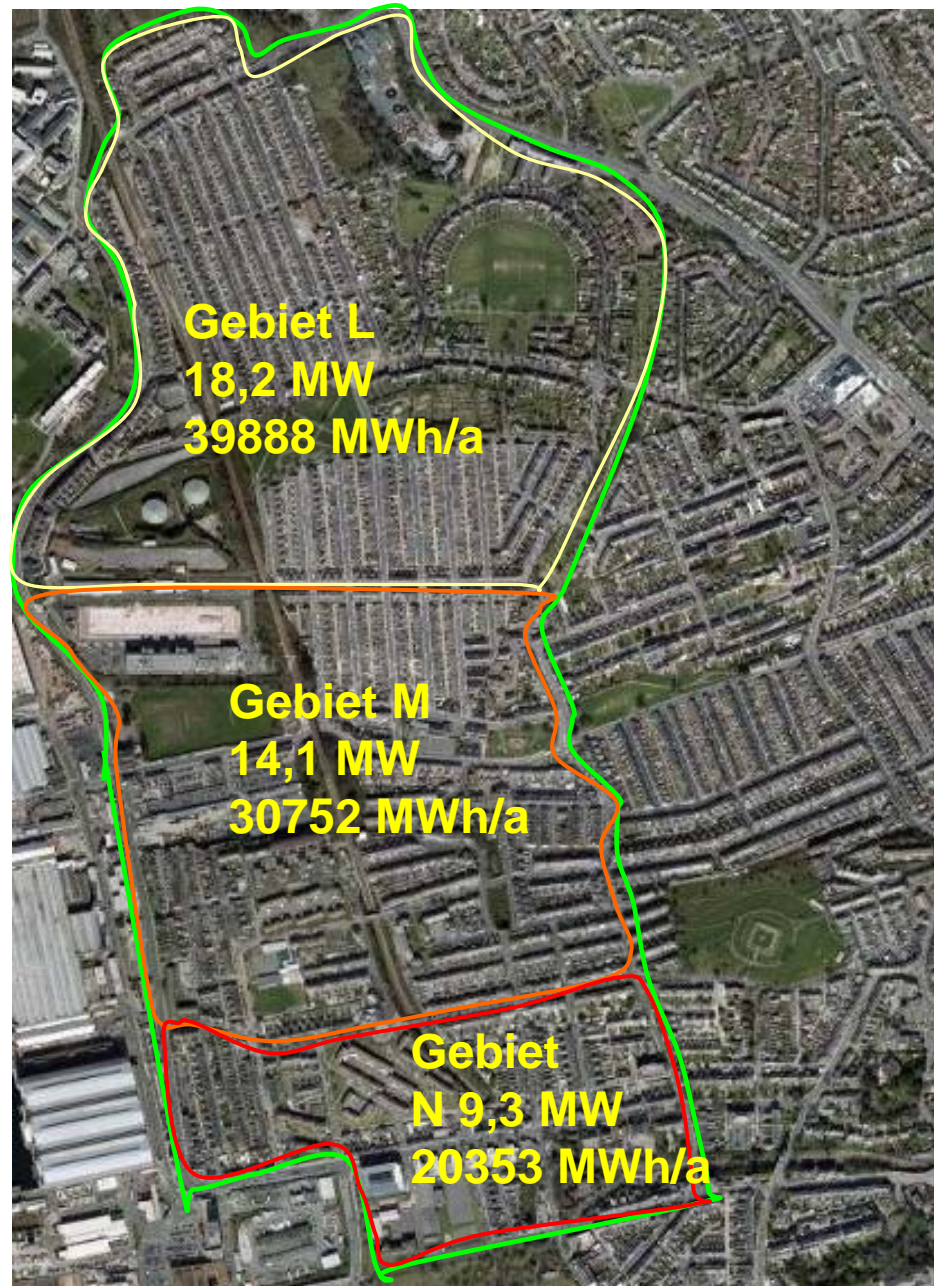 Gebiet L
18,2 MW
39888 MWh/a
Gebiet M
14,1 MW
30752 MWh/a
Gebiet
N 9,3 MW
20353 MWh/a